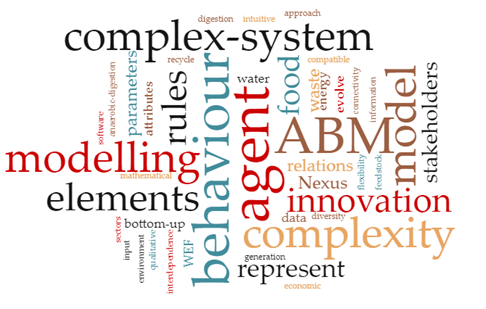 digestion
intuitive
approach
complex-system
recycle
compatible
anaerobic-digestion
parameters
attributes
rules
behaviour
water
food
waste
energy
evolve
connectivity
information
model
stakeholders
software
agent
ABM
modelling
mathematical
relations
flexibility
feedstock
elements
Nexus
innovation
sectors
bottom-up
data
diversity
input
environment
qualitative
interdependence
WEF
complexity
generation
represent
economic